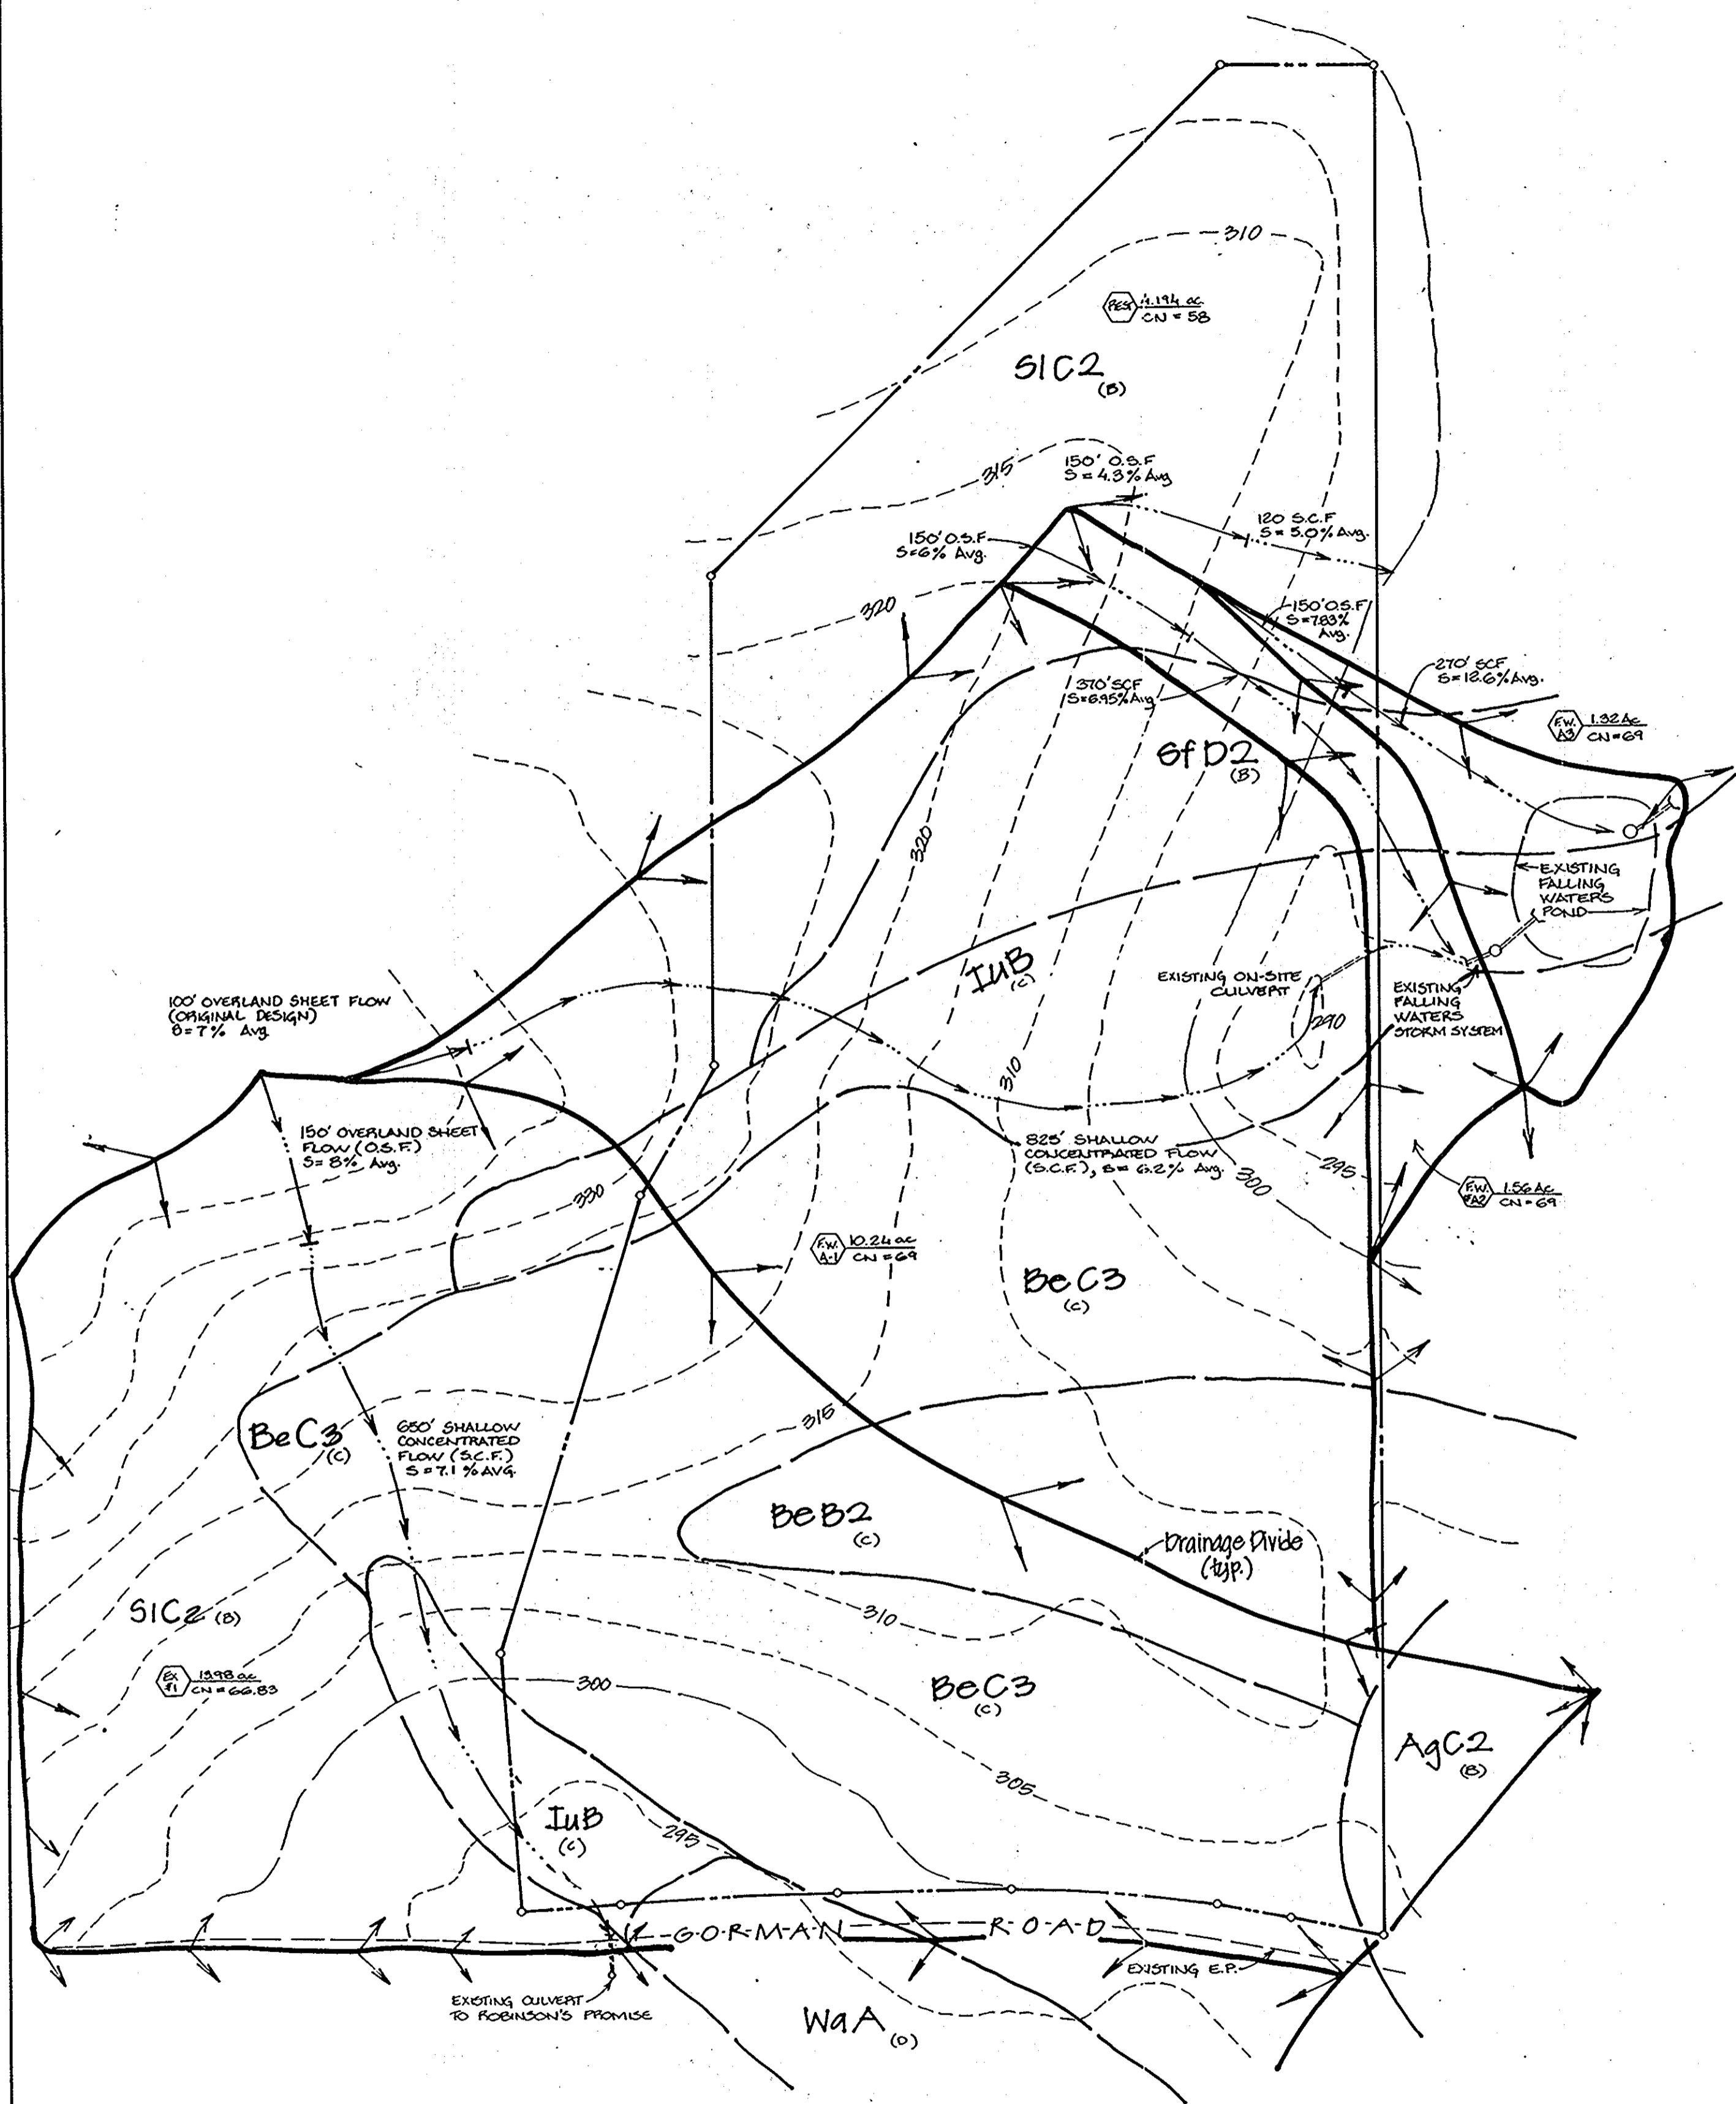 310
REST 4.194 ac.
CN = 58
SlC2
(B)
315
150' O.S.F
S = 4.3% Avg
120 S.C.F
S = 5.0% Avg.
150' O.S.F
S=6% Avg.
320
150' O.S.F
S=7.83%
Avg.
270' SCF
S=12.6% Avg.
370' SCF
S=6.95% Avg
F.W.
A3
1.32 Ac
CN=69
SfD2
(B)
320
EXISTING
FALLING
WATERS
POND
IuB
(C)
EXISTING ON-SITE
CULVERT
EXISTING
FALLING
WATERS
STORM SYSTEM
290
100' OVERLAND SHEET FLOW
(ORIGINAL DESIGN)
S=7% Avg
310
150' OVERLAND SHEET
FLOW (O.S.F.)
S=8% Avg.
825' SHALLOW
CONCENTRATED FLOW
(S.C.F.), S= 6.2% Avg.
300
295
330
F.W.
A2
1.56 Ac
CN=69
F.W.
A-1
10.24 ac
CN=69
BeC3
(C)
315
BeC3
(C)
650' SHALLOW
CONCENTRATED
FLOW (S.C.F.)
S=7.1% AVG.
BeB2
(C)
Drainage Divide
(typ.)
SlC2 (B)
310
EX
#1
13.98 ac
CN=66.83
300
BeC3
(C)
AgC2
(B)
305
IuB
(C)
295
GORMAN ROAD
EXISTING E.P.
EXISTING CULVERT
TO ROBINSON'S PROMISE
WaA (D)